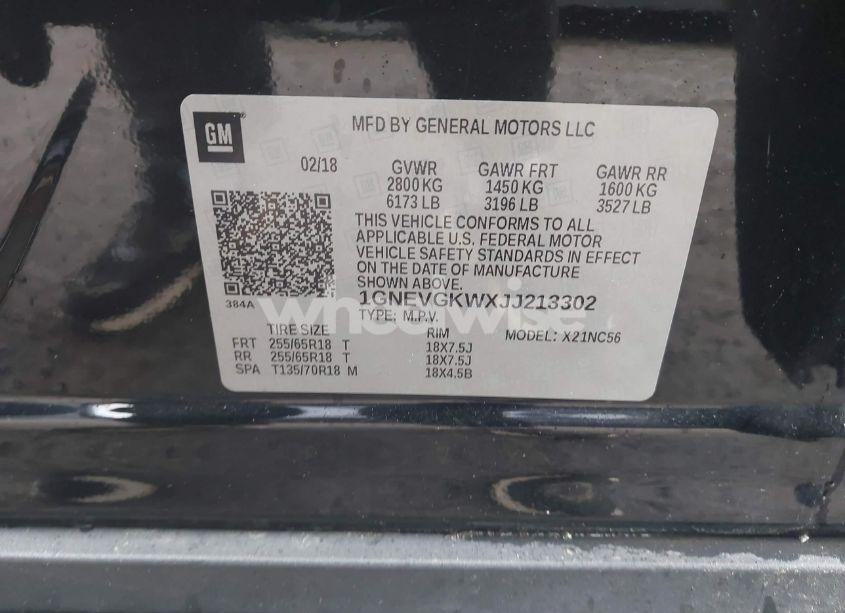 GM
MFD BY GENERAL MOTORS LLC
02/18 GVWR GAWR FRT GAWR RR
2800 KG 1450 KG 1600 KG
6173 LB 3196 LB 3527 LB
THIS VEHICLE CONFORMS TO ALL
APPLICABLE U.S. FEDERAL MOTOR
VEHICLE SAFETY STANDARDS IN EFFECT
ON THE DATE OF MANUFACTURE
SHOWN ABOVE.
384A 1GNEVGKWXJJ213302
TYPE: M.P.V.
TIRE SIZE RIM MODEL: X21NC56
FRT 255/65R18 T 18X7.5J
RR 255/65R18 T 18X7.5J
SPA T135/70R18 M 18X4.5B